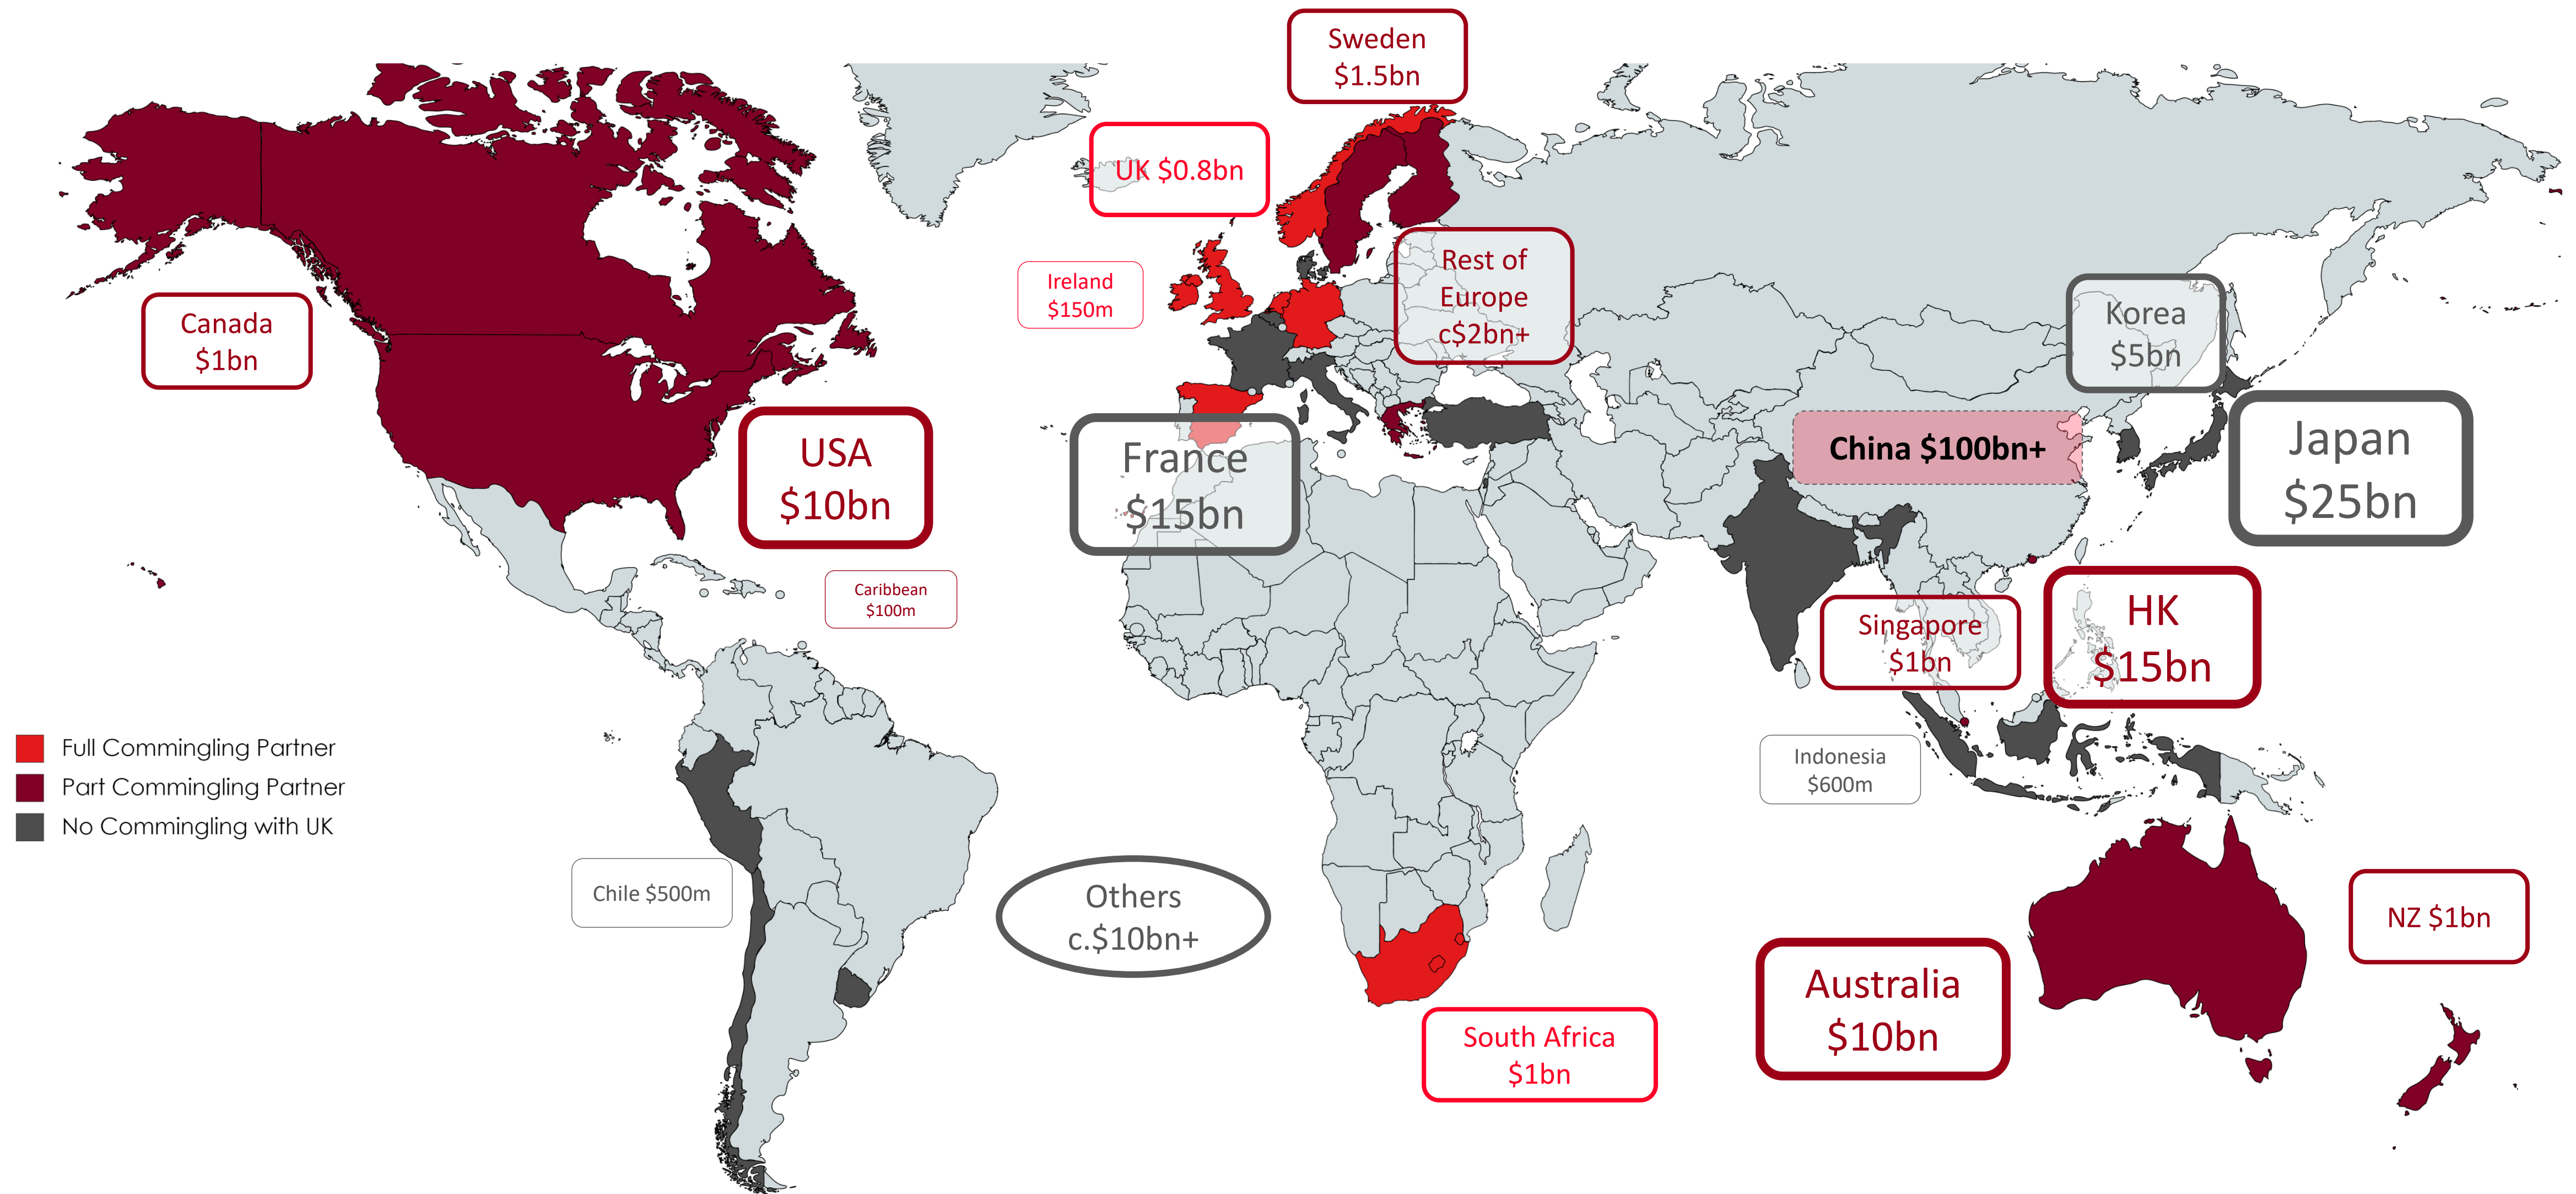 Sweden
$1.5bn
UK $0.8bn
Ireland
$150m
Rest of
Europe
c$2bn+
Canada
$1bn
Korea
$5bn
USA
$10bn
France
$15bn
China $100bn+
Japan
$25bn
Caribbean
$100m
Singapore
$1bn
HK
$15bn
Indonesia
$600m
Full Commingling Partner
Part Commingling Partner
No Commingling with UK
Chile $500m
Others
c.$10bn+
Australia
$10bn
NZ $1bn
South Africa
$1bn